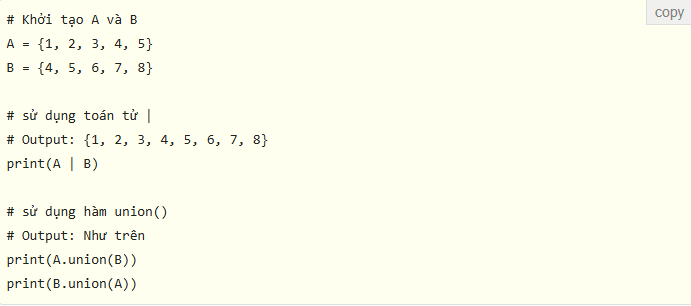 copy
# Khởi tạo A và B
A = {1, 2, 3, 4, 5}
B = {4, 5, 6, 7, 8}
# sử dụng toán tử |
# Output: {1, 2, 3, 4, 5, 6, 7, 8}
print(A | B)
# sử dụng hàm union()
# Output: Như trên
print(A.union(B))
print(B.union(A))